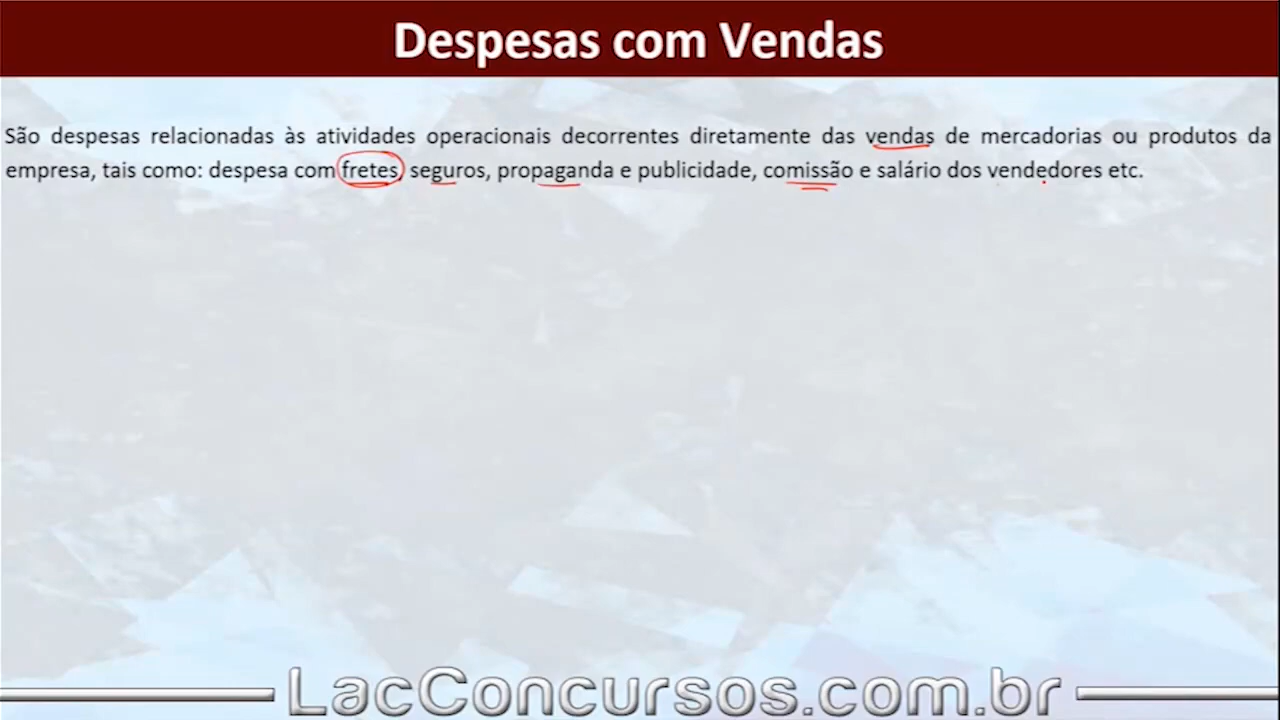 Despesas com Vendas
São despesas relacionadas às atividades operacionais decorrentes diretamente das vendas de mercadorias ou produtos da
empresa, tais como: despesa com fretes, seguros, propaganda e publicidade, comissão e salário dos vendedores etc.
LacConcursos.com.br